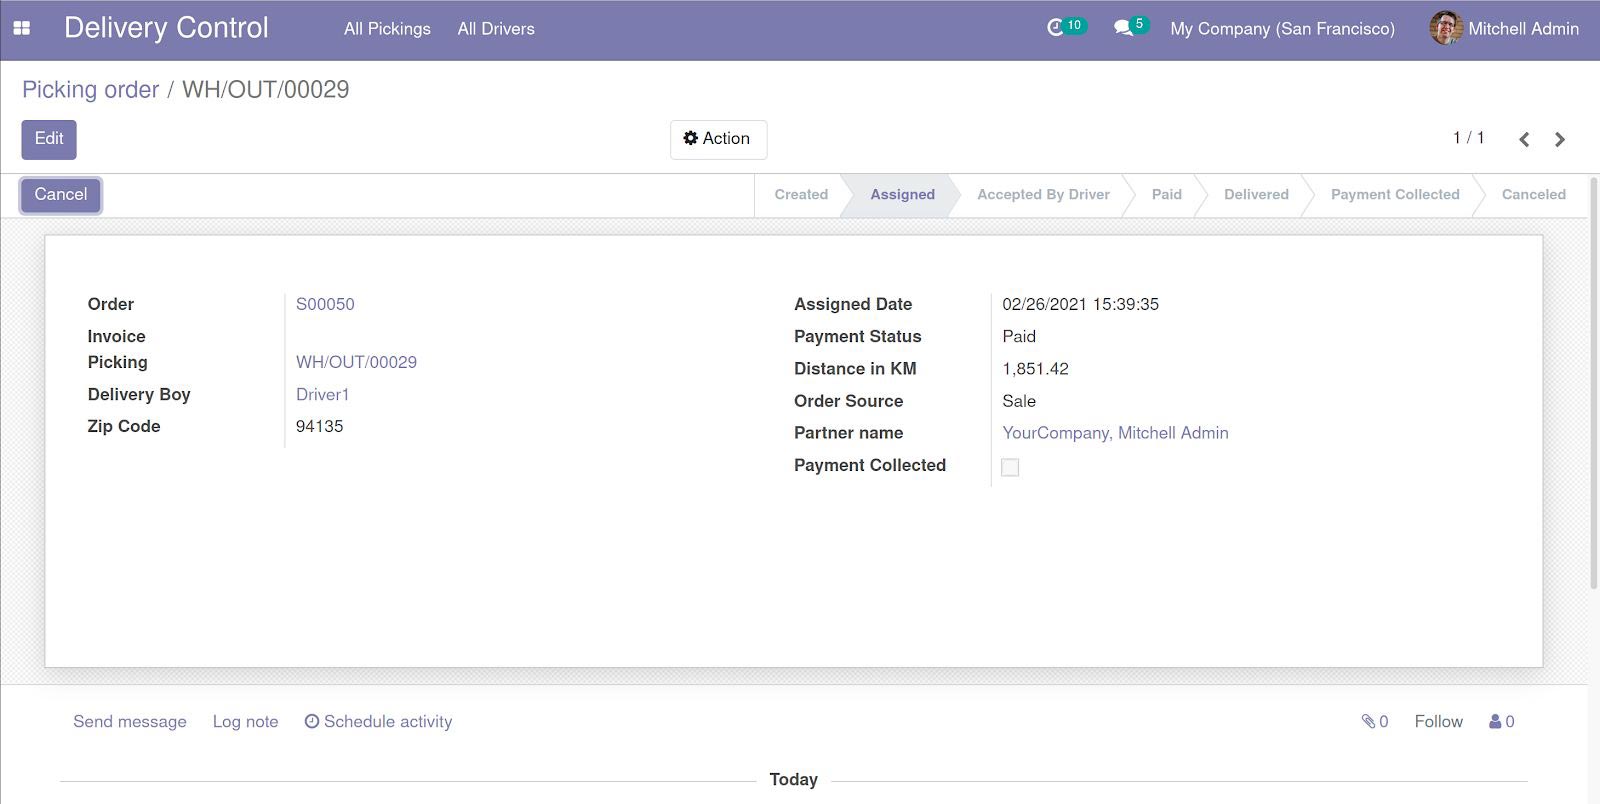 Delivery Control All Pickings All Drivers 10 5 My Company (San Francisco) Mitchell Admin
Picking order / WH/OUT/00029
Edit Action 1 / 1
Cancel Created Assigned Accepted By Driver Paid Delivered Payment Collected Canceled
Order S00050
Invoice
Picking WH/OUT/00029
Delivery Boy Driver1
Zip Code 94135
Assigned Date 02/26/2021 15:39:35
Payment Status Paid
Distance in KM 1,851.42
Order Source Sale
Partner name YourCompany, Mitchell Admin
Payment Collected
Send message Log note Schedule activity 0 Follow 0
Today